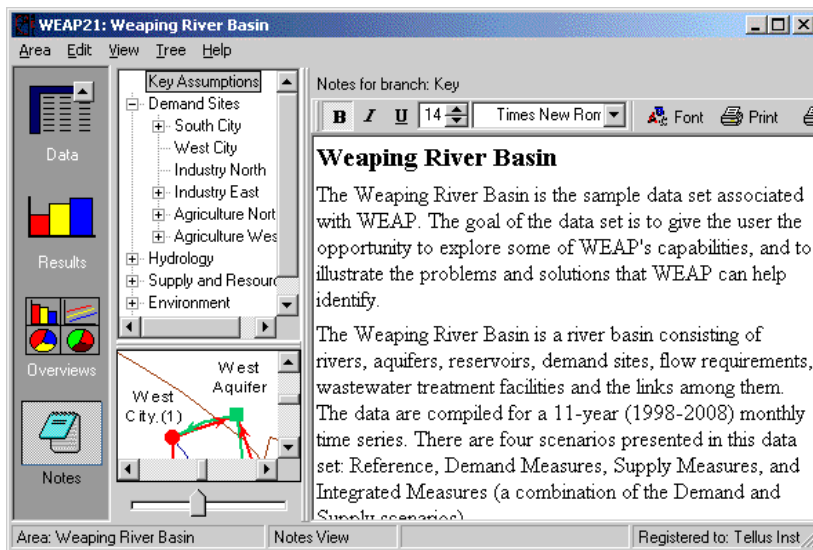 WEAP21: Weaping River Basin
Area Edit View Tree Help
Data
Results
Overviews
Notes
Key Assumptions
Demand Sites
South City
West City
Industry North
Industry East
Agriculture Nort
Agriculture Wes
Hydrology
Supply and Resour
Environment
West
Aquifer
West
City.(1)
Notes for branch: Key
B I U 14 Times New Rom Font Print
Weaping River Basin
The Weaping River Basin is the sample data set associated
with WEAP. The goal of the data set is to give the user the
opportunity to explore some of WEAP's capabilities, and to
illustrate the problems and solutions that WEAP can help
identify.
The Weaping River Basin is a river basin consisting of
rivers, aquifers, reservoirs, demand sites, flow requirements,
wastewater treatment facilities and the links among them.
The data are compiled for a 11-year (1998-2008) monthly
time series. There are four scenarios presented in this data
set: Reference, Demand Measures, Supply Measures, and
Integrated Measures (a combination of the Demand and
Supply scenarios)
Area: Weaping River Basin Notes View Registered to: Tellus Inst